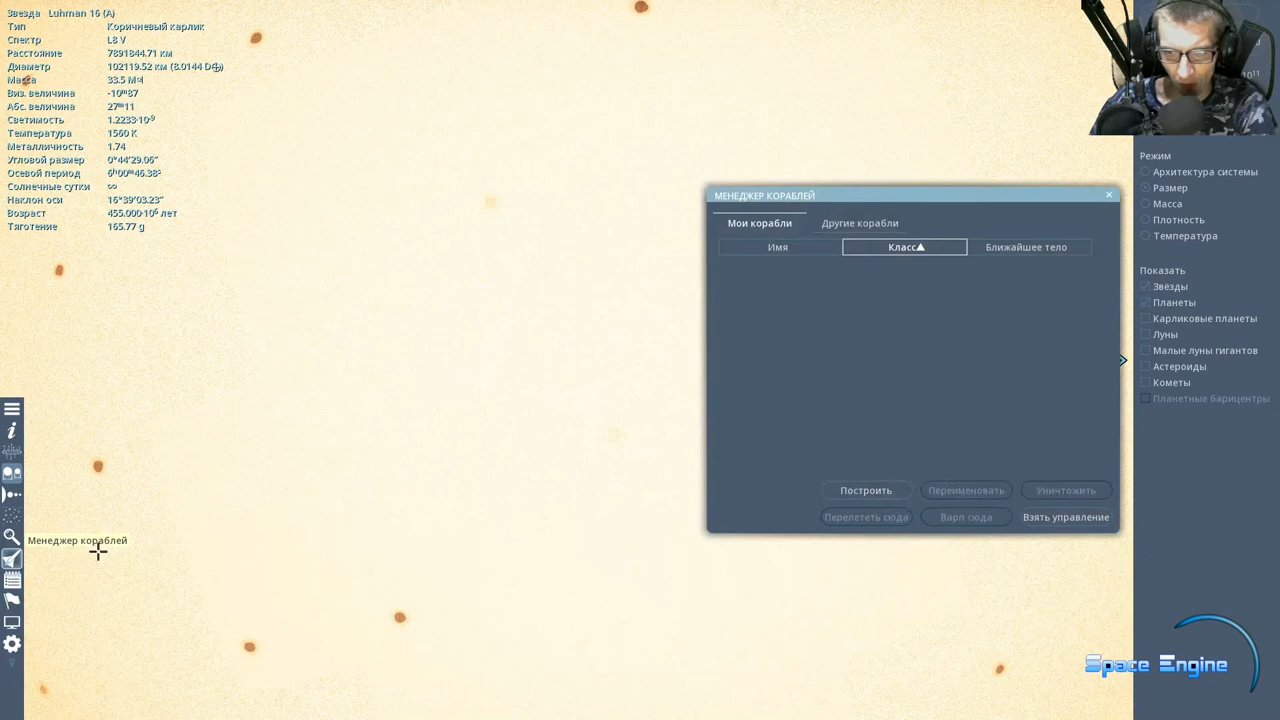 Звезда Luhman 16 (A)
Тип Коричневый карлик
Спектр L8 V
Расстояние 7891844.71 км
Диаметр 102119.52 км (8.0144 D⊕)
Масса 33.5 M♃
Виз. величина -10ᵐ87
Абс. величина 27ᵐ11
Светимость 1.2233·10⁻⁹
Температура 1560 K
Металличность 1.74
Угловой размер 0°44'29.06"
Осевой период 6ʰ00ᵐ46.38ˢ
Солнечные сутки ∞
Наклон оси 16°39'03.23"
Возраст 455.000·10⁶ лет
Тяготение 165.77 g
МЕНЕДЖЕР КОРАБЛЕЙ
Мои корабли Другие корабли
Имя Класс▲ Ближайшее тело
Построить Переименовать Уничтожить
Перелететь сюда Варп сюда Взять управление
Менеджер кораблей
10¹¹
Режим
Архитектура системы
Размер
Масса
Плотность
Температура
Показать
Звёзды
Планеты
Карликовые планеты
Луны
Малые луны гигантов
Астероиды
Кометы
Планетные барицентры
Space Engine